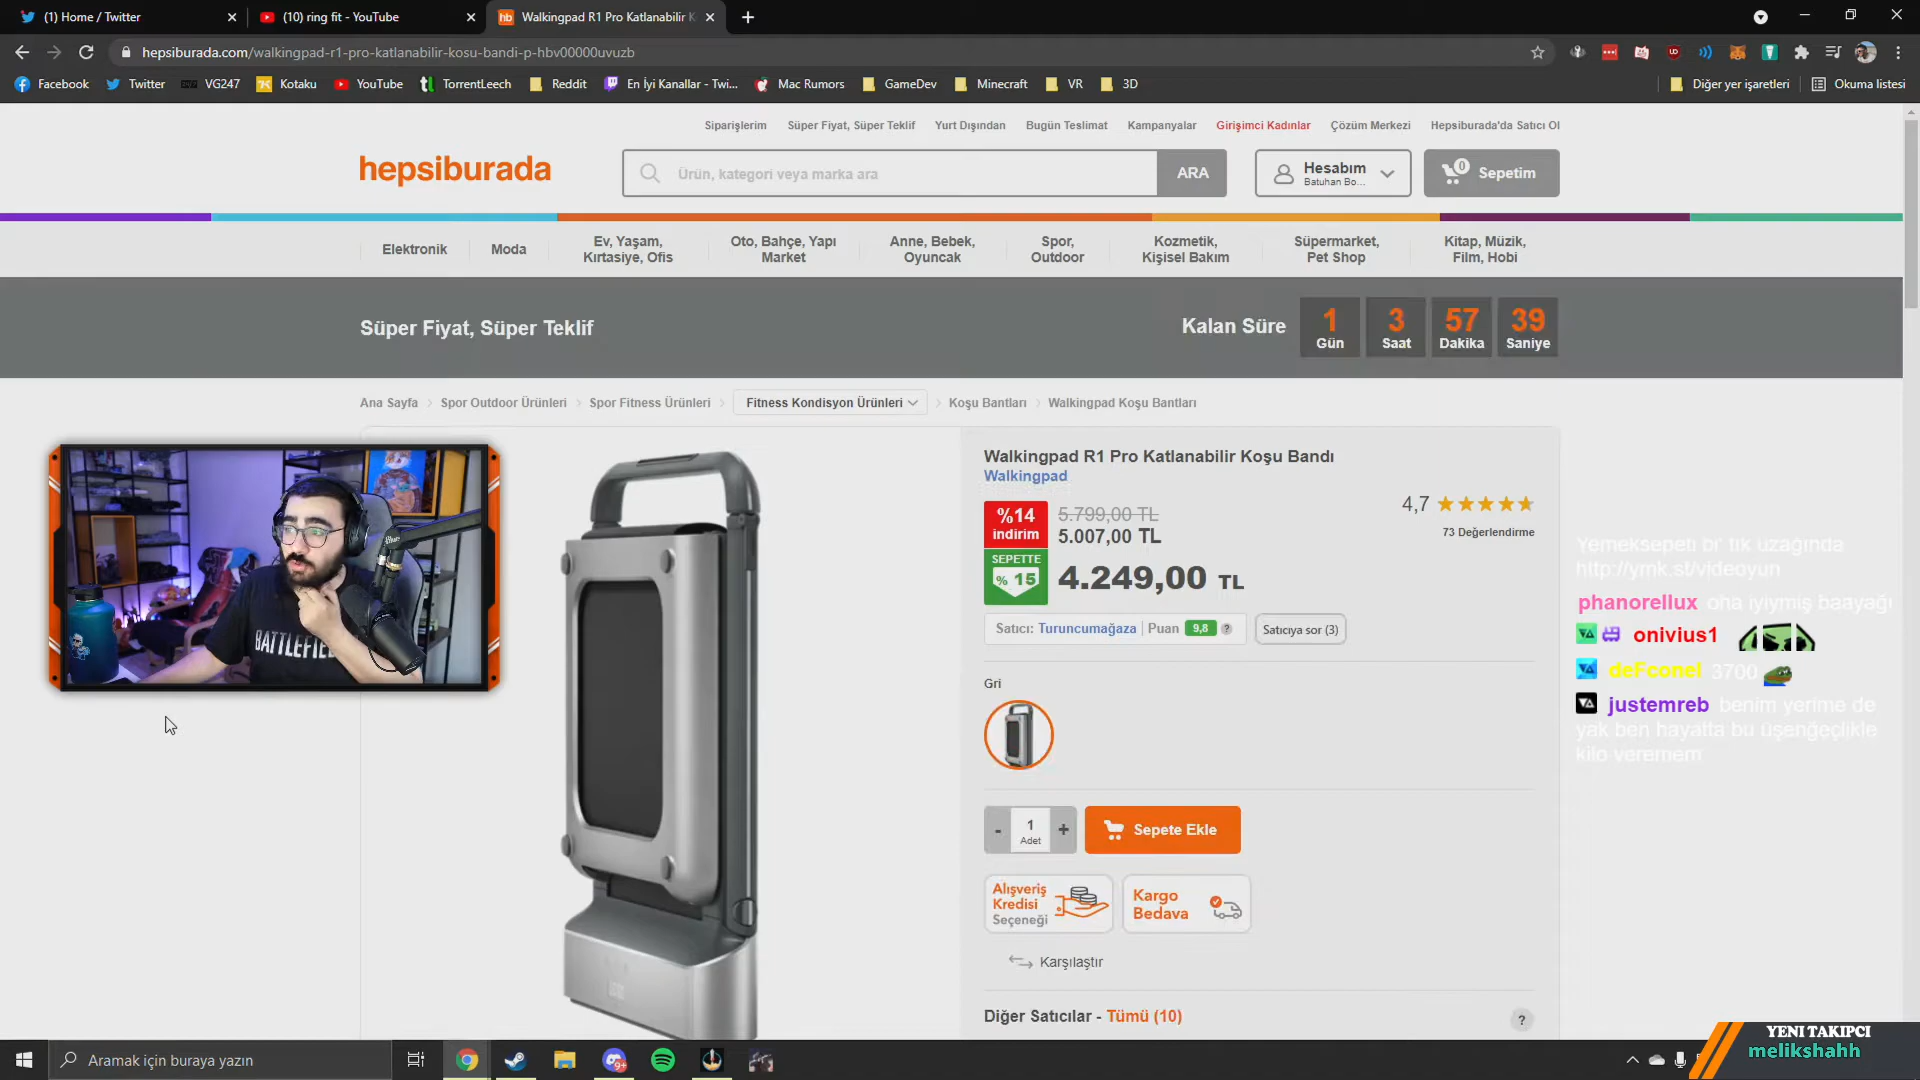 (1) Home / Twitter
(10) ring fit - YouTube
hb Walkingpad R1 Pro Katlanabilir K
hepsiburada.com/walkingpad-r1-pro-katlanabilir-kosu-bandi-p-hbv00000uvuzb
Facebook
Twitter
VG247
Kotaku
YouTube
TorrentLeech
Reddit
En İyi Kanallar - Twi...
Mac Rumors
GameDev
Minecraft
VR
3D
Diğer yer işaretleri
Okuma listesi
Siparişlerim
Süper Fiyat, Süper Teklif
Yurt Dışından
Bugün Teslimat
Kampanyalar
Girişimci Kadınlar
Çözüm Merkezi
Hepsiburada'da Satıcı Ol
hepsiburada
Ürün, kategori veya marka ara
ARA
Hesabım
Batuhan Bo...
0
Sepetim
Elektronik
Moda
Ev, Yaşam,
Kırtasiye, Ofis
Oto, Bahçe, Yapı
Market
Anne, Bebek,
Oyuncak
Spor,
Outdoor
Kozmetik,
Kişisel Bakım
Süpermarket,
Pet Shop
Kitap, Müzik,
Film, Hobi
Süper Fiyat, Süper Teklif
Kalan Süre
1
Gün
3
Saat
57
Dakika
39
Saniye
Ana Sayfa
Spor Outdoor Ürünleri
Spor Fitness Ürünleri
Fitness Kondisyon Ürünleri
Koşu Bantları
Walkingpad Koşu Bantları
Walkingpad R1 Pro Katlanabilir Koşu Bandı
Walkingpad
%14
indirim
5.799,00 TL
5.007,00 TL
SEPETTE
% 15
4.249,00 TL
4,7
73 Değerlendirme
Satıcı: Turuncumağaza
Puan 9,8 ?
Satıcıya sor (3)
Gri
-
1
Adet
+
Sepete Ekle
Alışveriş
Kredisi
Seçeneği
Kargo
Bedava
Karşılaştır
Diğer Satıcılar - Tümü (10)
?
BATTLEFIEL
Yemeksepeti bi' tık uzağında
http://ymk.st/videoyun
phanorellux oha iyiymiş baayağı
onivius1
deFconel 3700
justemreb benim yerime de
yak ben hayatta bu üşengeçlikle
kilo veremem
Aramak için buraya yazın
9+
YENI TAKIPCI
melikshahh